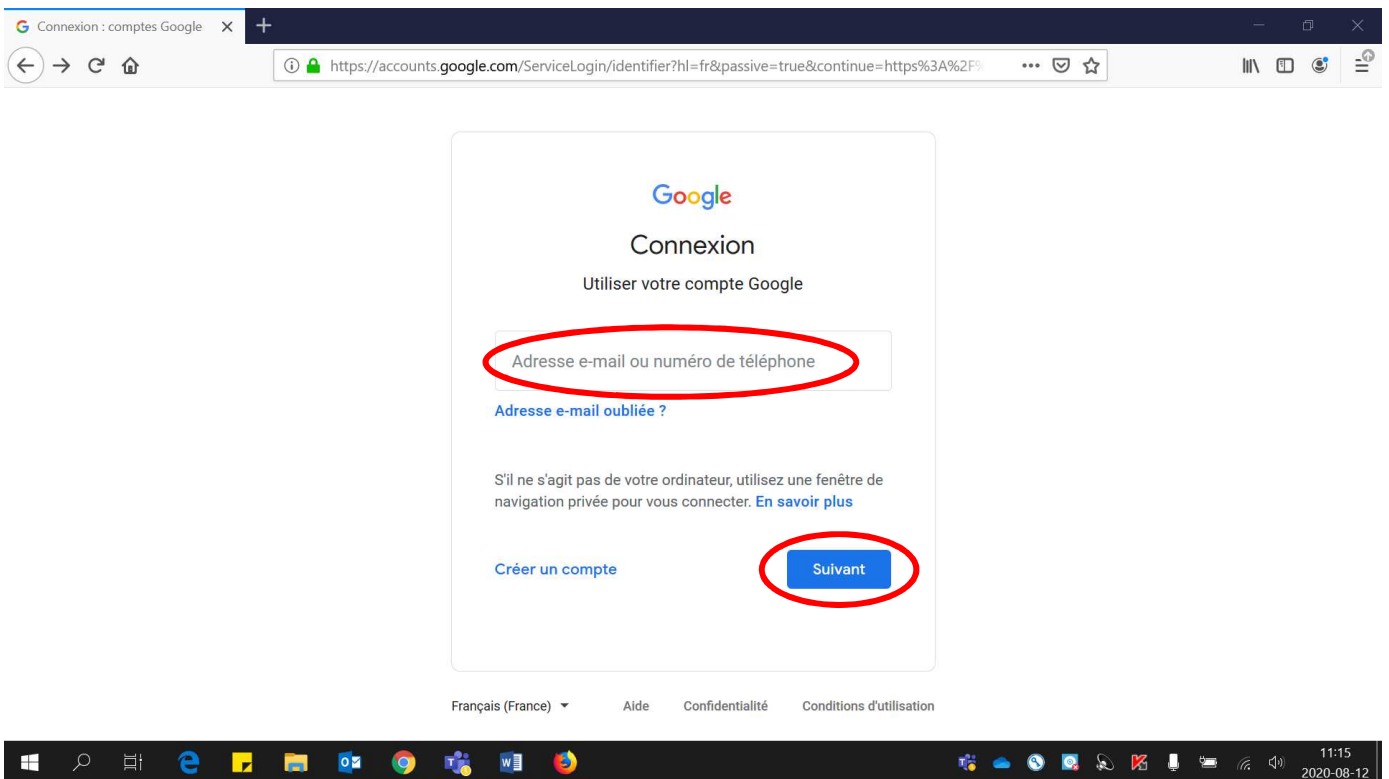 Connexion : comptes Google
https://accounts.google.com/ServiceLogin/identifier?hl=fr&passive=true&continue=https%3A%2F%
Google
Connexion
Utiliser votre compte Google
Adresse e-mail ou numéro de téléphone
Adresse e-mail oubliée ?
S'il ne s'agit pas de votre ordinateur, utilisez une fenêtre de
navigation privée pour vous connecter. En savoir plus
Créer un compte
Suivant
Français (France) Aide Confidentialité Conditions d'utilisation
11:15
2020-08-12